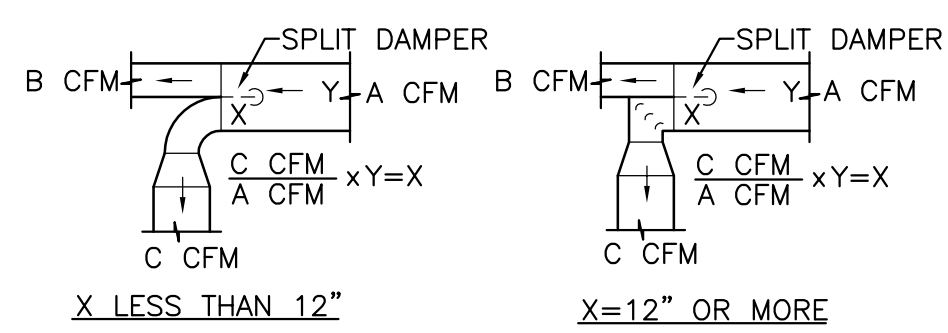 SPLIT DAMPER
B CFM
Y
A CFM
X
C CFM
A CFM
x Y=X
C CFM
X LESS THAN 12”
SPLIT DAMPER
B CFM
Y
A CFM
X
C CFM
A CFM
x Y=X
C CFM
X=12” OR MORE